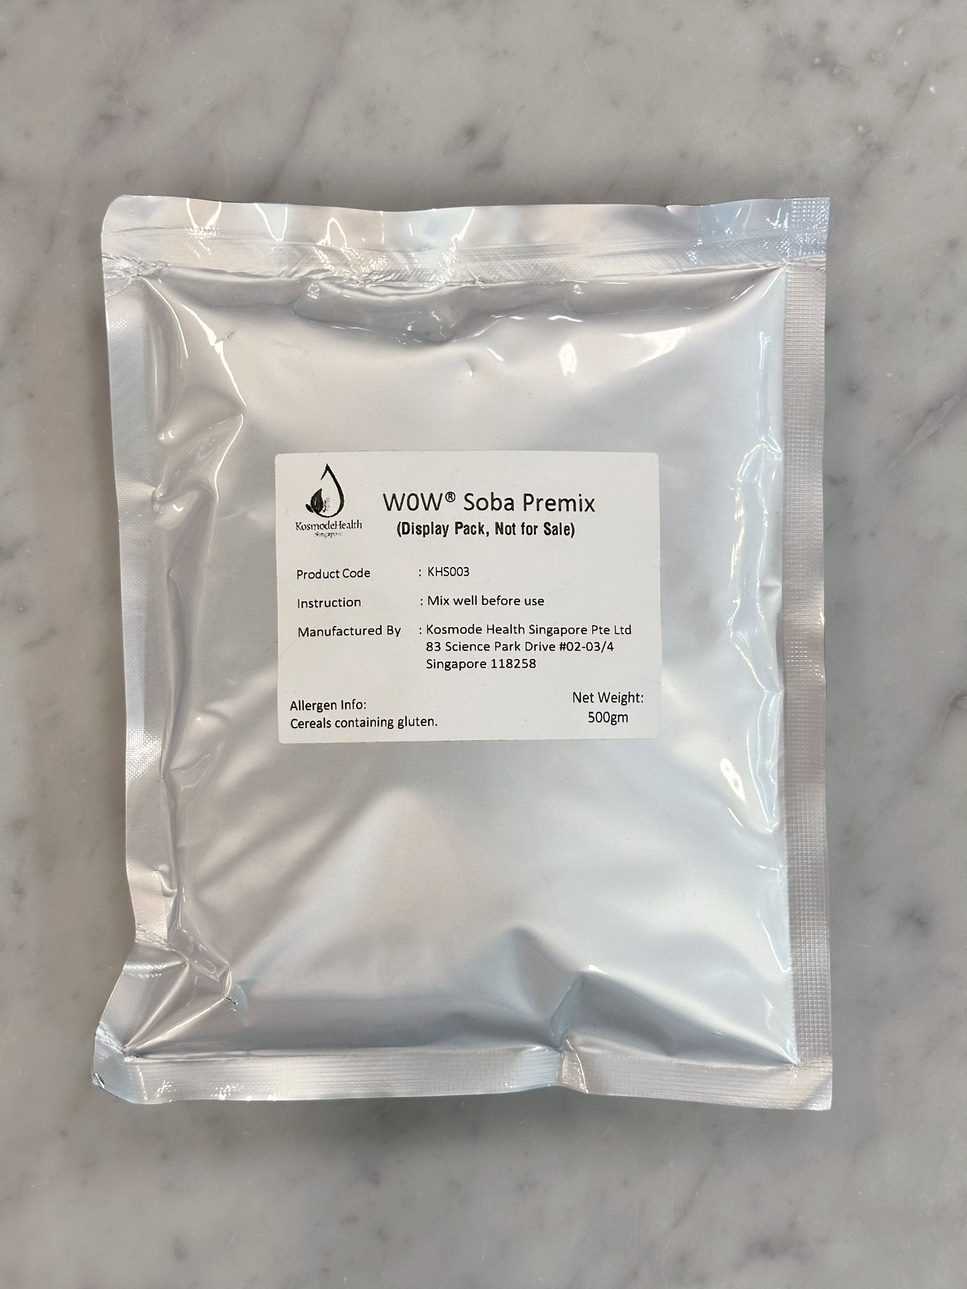 KosmodeHealth
Singapore
W0W® Soba Premix
(Display Pack, Not for Sale)
Product Code : KHS003
Instruction : Mix well before use
Manufactured By : Kosmode Health Singapore Pte Ltd
83 Science Park Drive #02-03/4
Singapore 118258
Allergen Info:
Cereals containing gluten.
Net Weight:
500gm